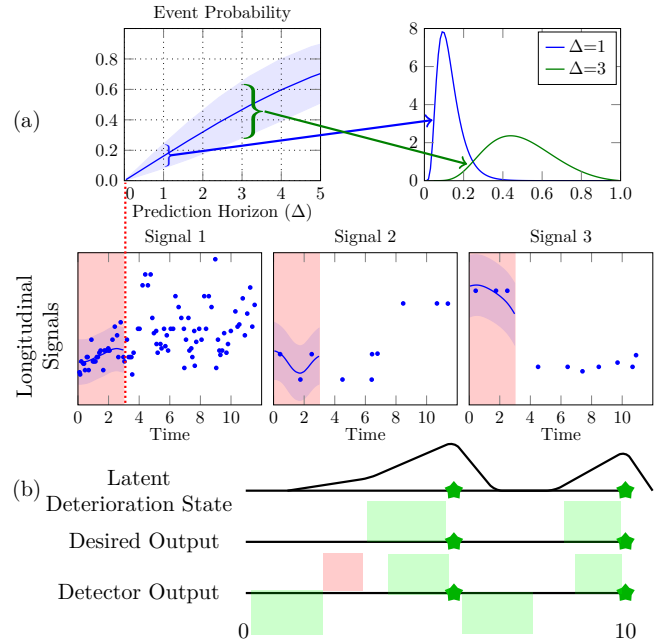 Event Probability
(a)
0.8
0.6
0.4
0.2
0.0
0 1 2 3 4 5
Prediction Horizon (Δ)
8
6
4
2
0
0 0.2 0.4 0.6 0.8 1.0
Δ=1
Δ=3
Signal 1
Signal 2
Signal 3
Longitudinal
Signals
0 2 4 6 8 10
Time
0 2 4 6 8 10
Time
0 2 4 6 8 10
Time
(b)
Latent
Deterioration State
Desired Output
Detector Output
0
10